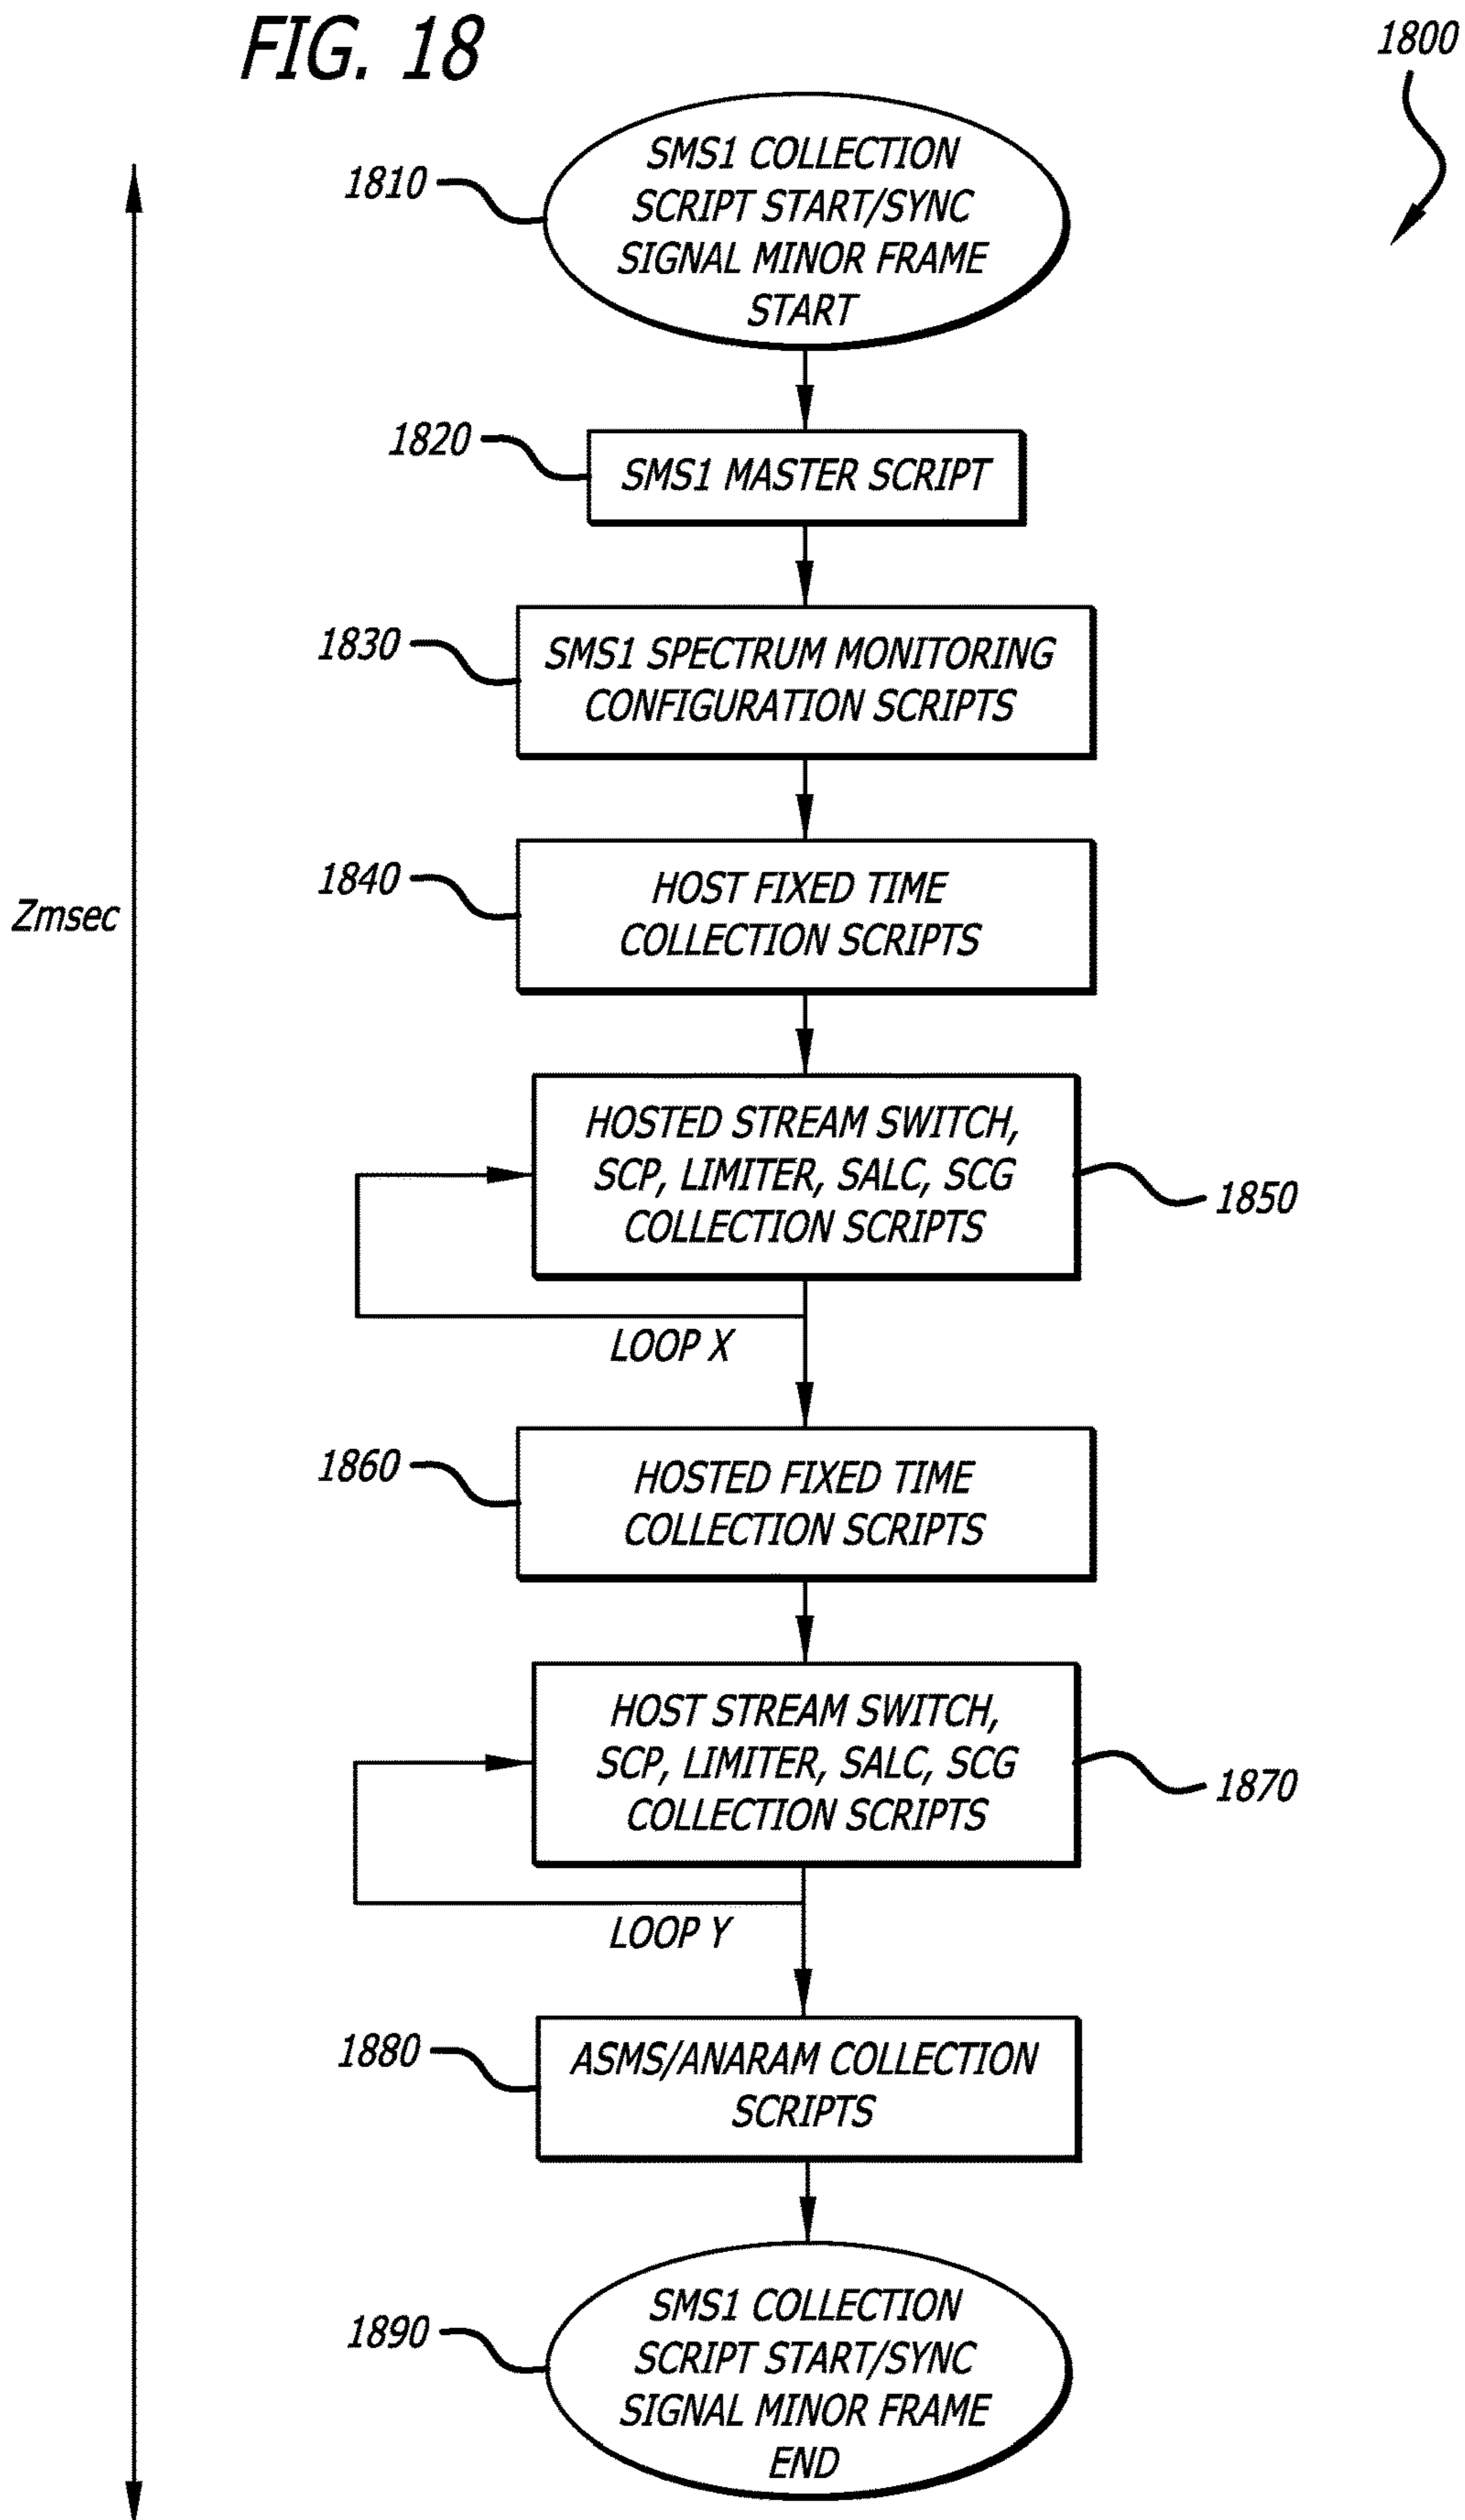 FIG. 18
1800
1810
SMS1 COLLECTION
SCRIPT START/SYNC
SIGNAL MINOR FRAME
START
1820
SMS1 MASTER SCRIPT
1830
SMS1 SPECTRUM MONITORING
CONFIGURATION SCRIPTS
1840
HOST FIXED TIME
COLLECTION SCRIPTS
Zmsec
HOSTED STREAM SWITCH,
SCP, LIMITER, SALC, SCG
COLLECTION SCRIPTS
1850
LOOP X
1860
HOSTED FIXED TIME
COLLECTION SCRIPTS
HOST STREAM SWITCH,
SCP, LIMITER, SALC, SCG
COLLECTION SCRIPTS
1870
LOOP Y
1880
ASMS/ANARAM COLLECTION
SCRIPTS
1890
SMS1 COLLECTION
SCRIPT START/SYNC
SIGNAL MINOR FRAME
END